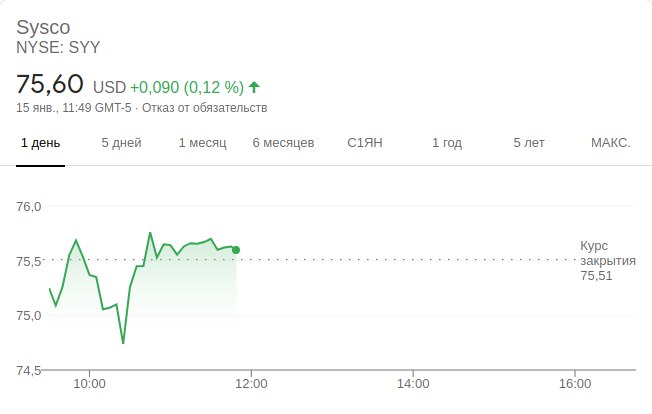 Sysco
NYSE: SYY
75,60 USD +0,090 (0,12 %)
15 янв., 11:49 GMT-5 · Отказ от обязательств
1 день 5 дней 1 месяц 6 месяцев С1ЯН 1 год 5 лет МАКС.
76,0
75,5
75,0
74,5
Курс
закрытия
75,51
10:00 12:00 14:00 16:00